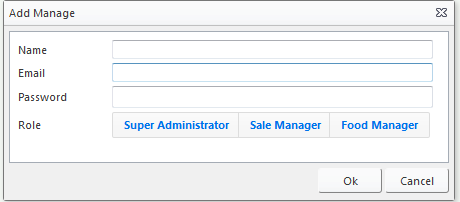 Add Manage
Name
Email
Password
Role Super Administrator Sale Manager Food Manager
Ok Cancel